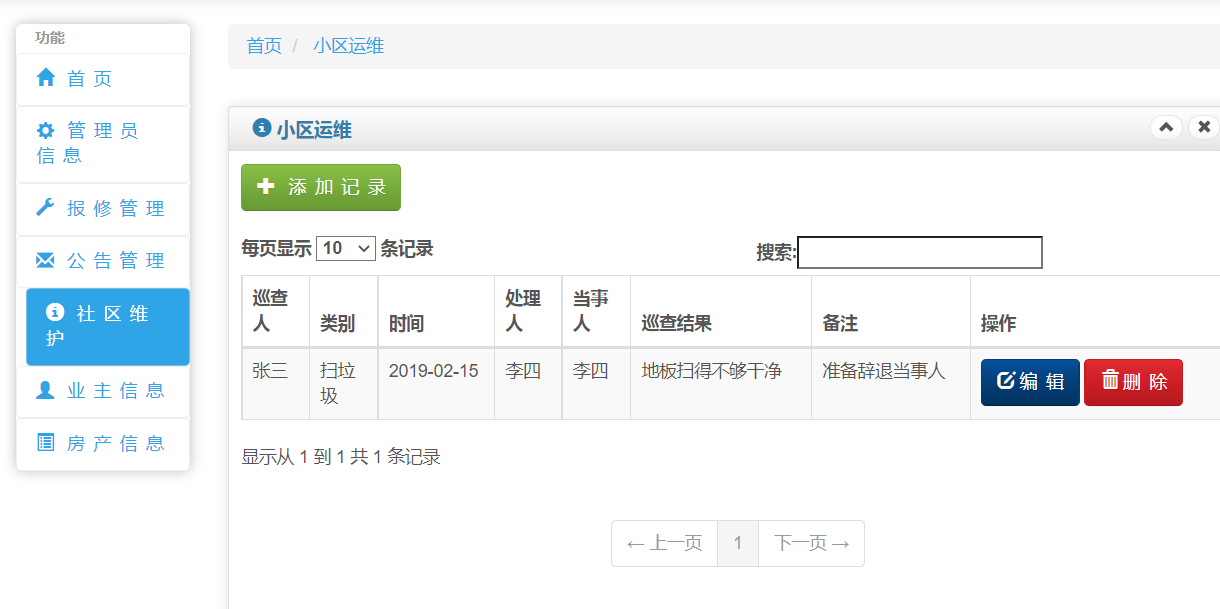 功能
首页
管理员
信息
报修管理
公告管理
社区维
护
业主信息
房产信息
首页 / 小区运维
小区运维
添加记录
每页显示 10 条记录
搜索:
巡查
人
类别
时间
处理
人
当事
人
巡查结果
备注
操作
张三
扫垃
圾
2019-02-15
李四
李四
地板扫得不够干净
准备辞退当事人
编辑
删除
显示从 1 到 1 共 1 条记录
←上一页
1
下一页→